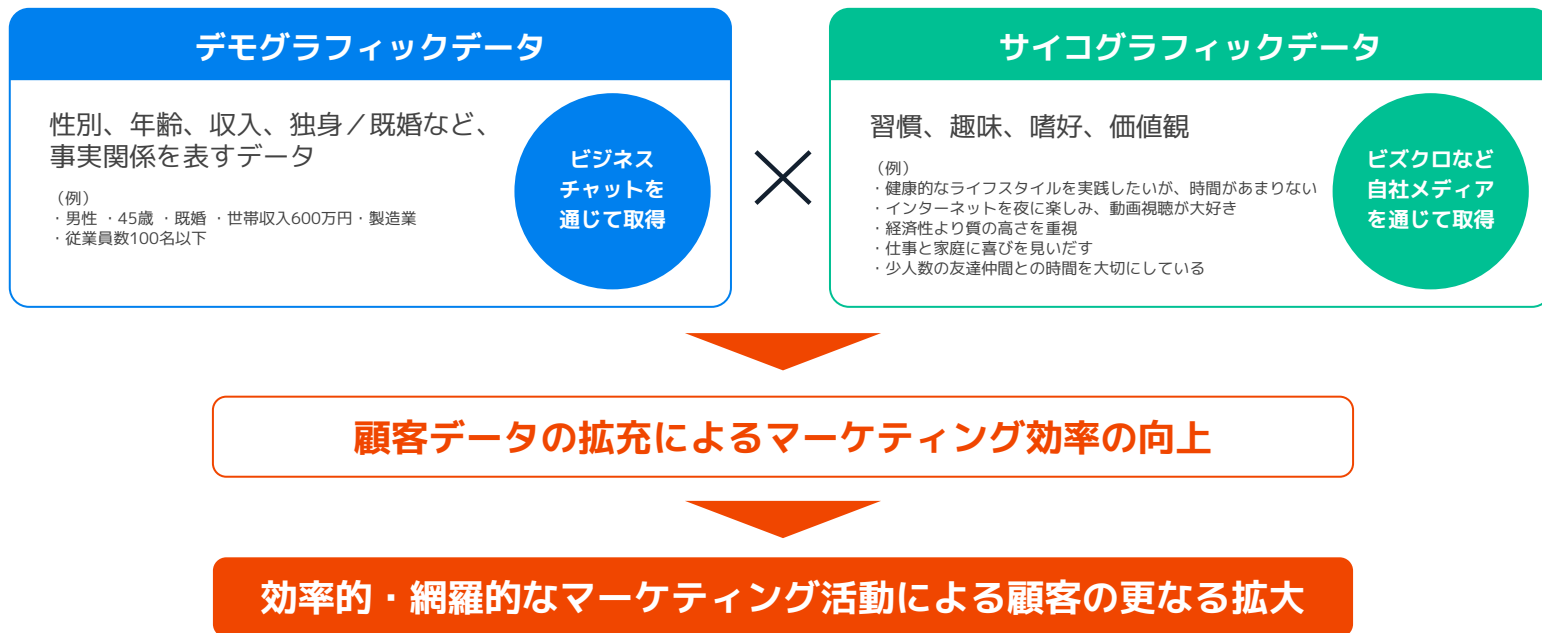 デモグラフィックデータ
性別、年齢、収入、独身／既婚など、
事実関係を表すデータ
（例）
・男性 ・45歳 ・既婚 ・世帯収入600万円・製造業
・従業員数100名以下
ビジネス
チャットを
通じて取得
サイコグラフィックデータ
習慣、趣味、嗜好、価値観
（例）
・健康的なライフスタイルを実践したいが、時間があまりない
・インターネットを夜に楽しみ、動画視聴が大好き
・経済性より質の高さを重視
・仕事と家庭に喜びを見いだす
・少人数の友達仲間との時間を大切にしている
ビズクロなど
自社メディア
を通じて取得
顧客データの拡充によるマーケティング効率の向上
効率的・網羅的なマーケティング活動による顧客の更なる拡大